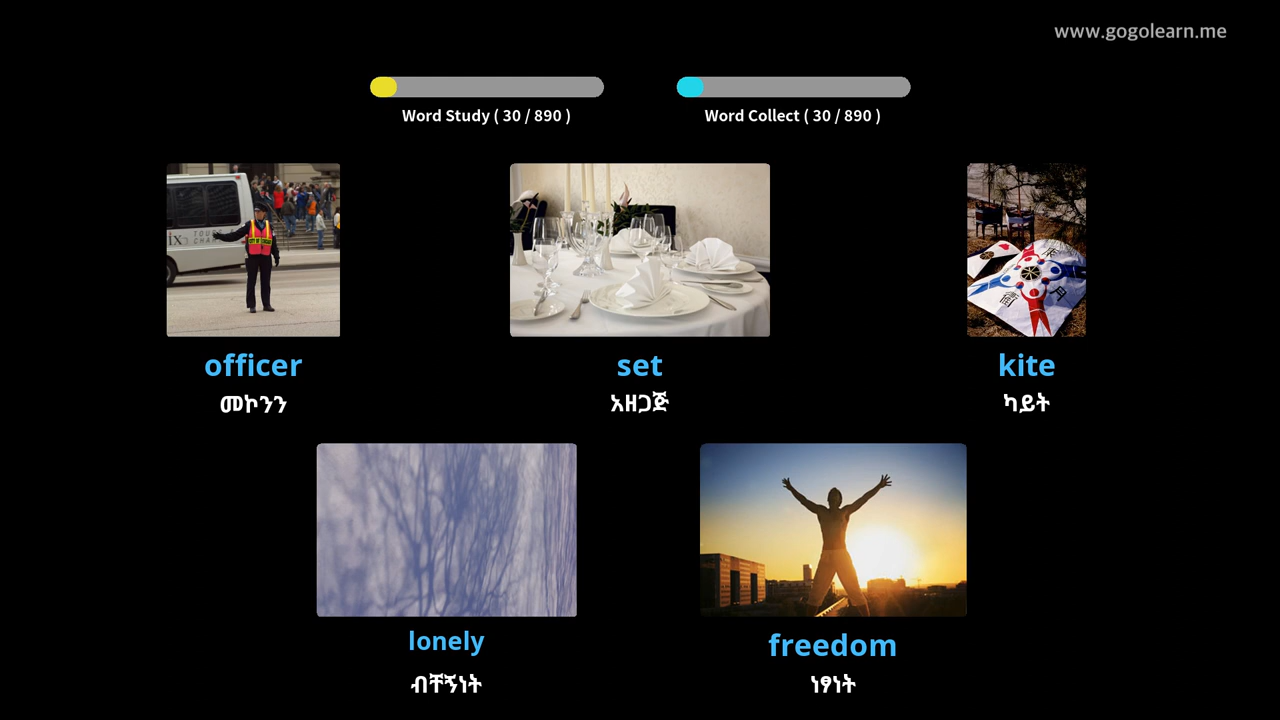 www.gogolearn.me
Word Study ( 30 / 890 )
Word Collect ( 30 / 890 )
officer
መኮንን
set
አዘጋጅ
kite
ካይት
lonely
ብቸኝነት
freedom
ነፃነት